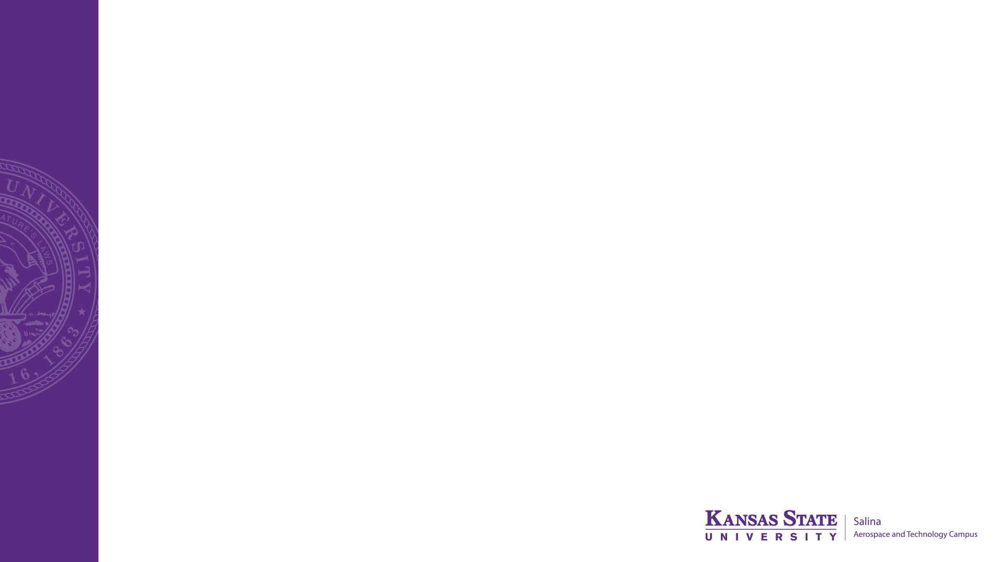 UNIVERSITY ★
ATURE'S LAWS
16, 1863
KANSAS STATE
UNIVERSITY
Salina
Aerospace and Technology Campus